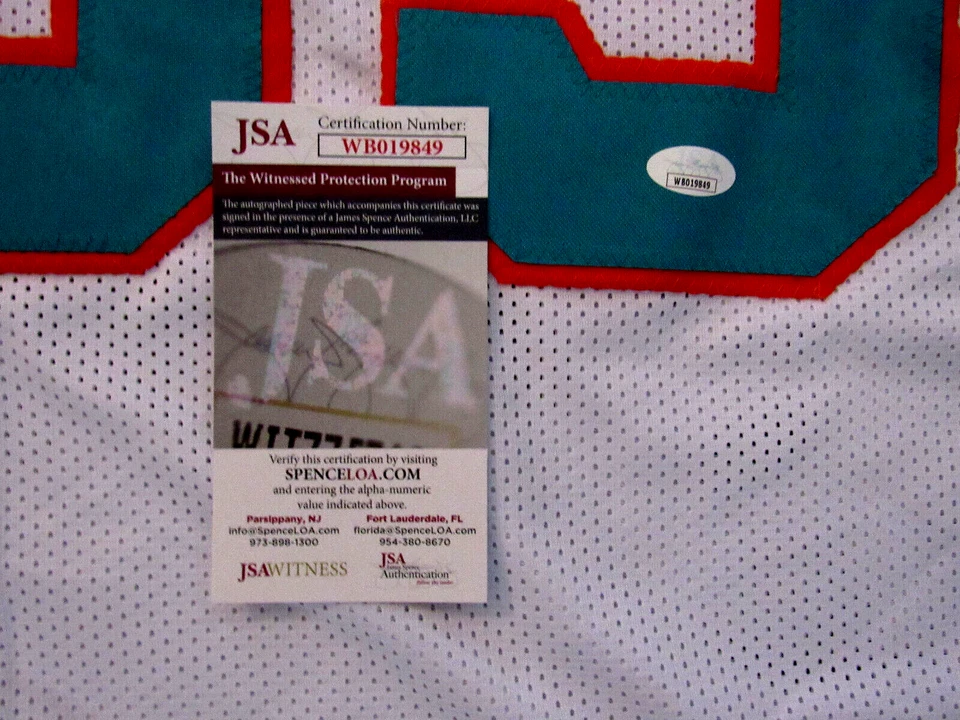 JSA
Certification Number:
WB019849
The Witnessed Protection Program
The autographed piece which accompanies this certificate was
signed in the presence of a James Spence Authentication, LLC
representative and is guaranteed to be authentic.
JSA
Verify this certification by visiting
SPENCELOA.COM
and entering the alpha-numeric
value indicated above.
Parsippany, NJ
info@SpenceLOA.com
973-898-1300
Fort Lauderdale, FL
florida@SpenceLOA.com
954-380-8670
JSAWITNESS
JSA
James Spence
Authentication
WB019849